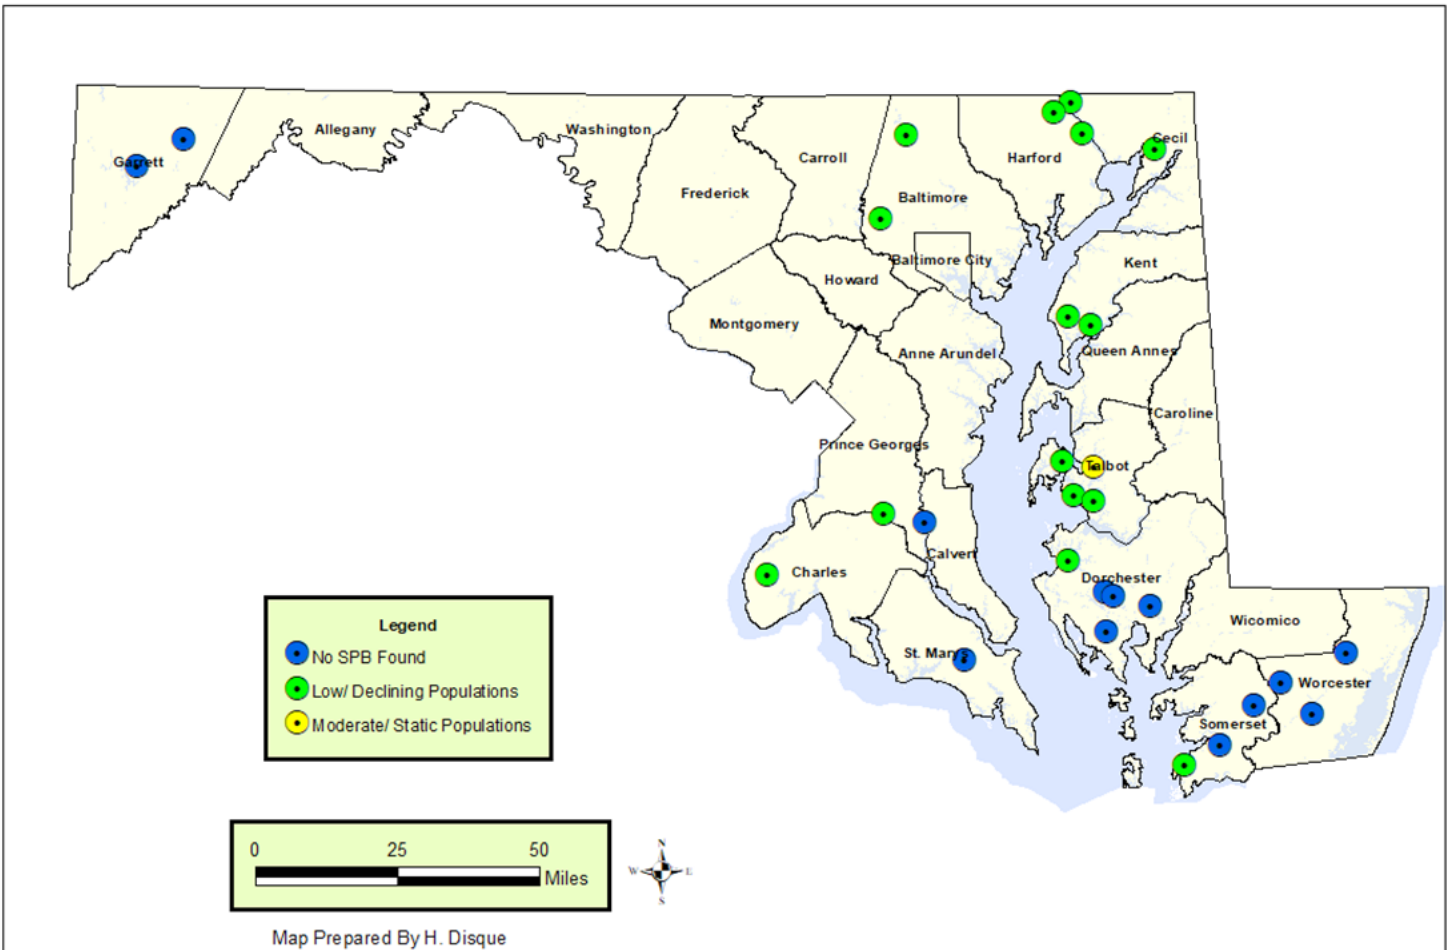 Allegany
Washington
Cecil
Garrett
Carroll
Harford
Frederick
Baltimore
Baltimore City
Kent
Howard
Montgomery
Anne Arundel
Queen Annes
Caroline
Prince Georges
Talbot
Calvert
Charles
Dorchester
Wicomico
St. Marys
Worcester
Somerset
Legend
No SPB Found
Low/ Declining Populations
Moderate/ Static Populations
0 25 50
Miles
N
W E
S
Map Prepared By H. Disque